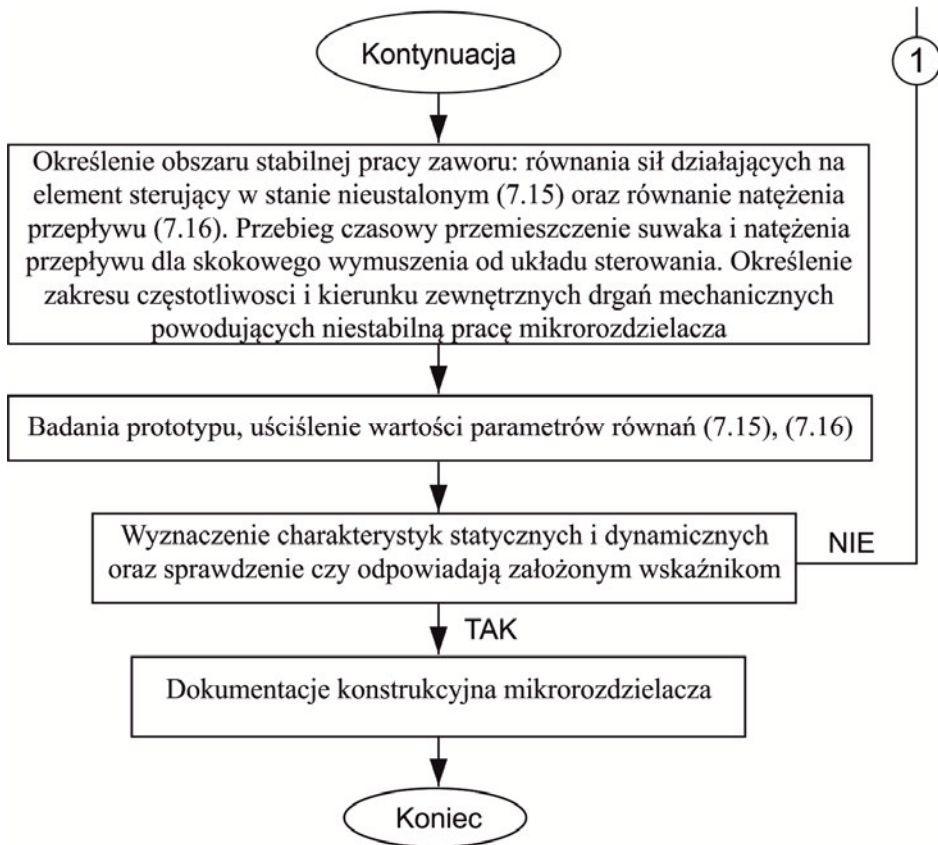 Kontynuacja
1
Określenie obszaru stabilnej pracy zaworu: równania sił działających na
element sterujący w stanie nieustalonym (7.15) oraz równanie natężenia
przepływu (7.16). Przebieg czasowy przemieszczenie suwaka i natężenia
przepływu dla skokowego wymuszenia od układu sterowania. Określenie
zakresu częstotliwosci i kierunku zewnętrznych drgań mechanicznych
powodujących niestabilną pracę mikrorozdzielacza
Badania prototypu, uściślenie wartości parametrów równań (7.15), (7.16)
Wyznaczenie charakterystyk statycznych i dynamicznych
oraz sprawdzenie czy odpowiadają założonym wskaźnikom
NIE
TAK
Dokumentacje konstrukcyjna mikrorozdzielacza
Koniec